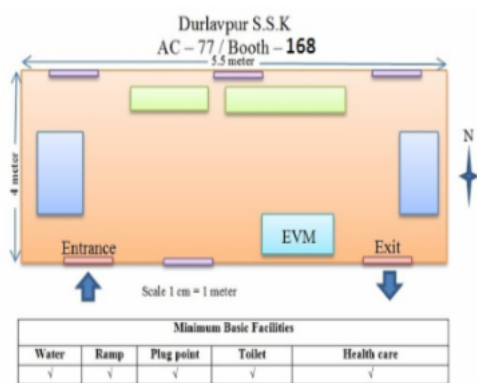 Durlavpur S.S.K
AC – 77 / Booth – 168
5.5 meter
4 meter
N
EVM
Entrance
Exit
Scale 1 cm = 1 meter
Minimum Basic Facilities
Water Ramp Plug point Toilet Health care
√ √ √ √ √